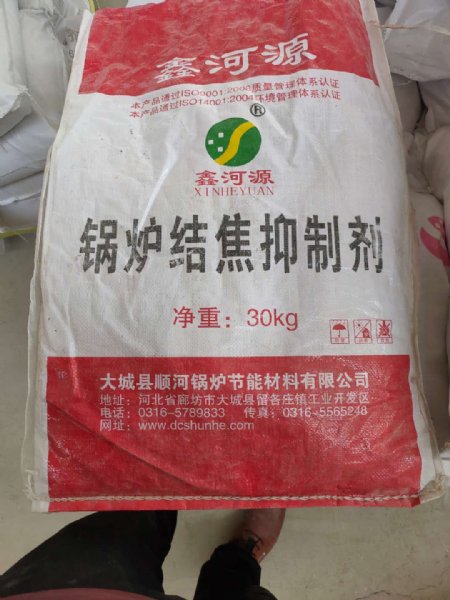 鑫河源
本产品通过ISO9001:2008质量管理体系认证
本产品通过ISO14001:2004环境管理体系认证
®
鑫河源
XINHEYUAN
锅炉结焦抑制剂
净重：30kg
大城县顺河锅炉节能材料有限公司
地址：河北省廊坊市大城县留各庄镇工业开发区
电话：0316-5789833 传真：0316-5565248
网址：www.dcshunhe.com